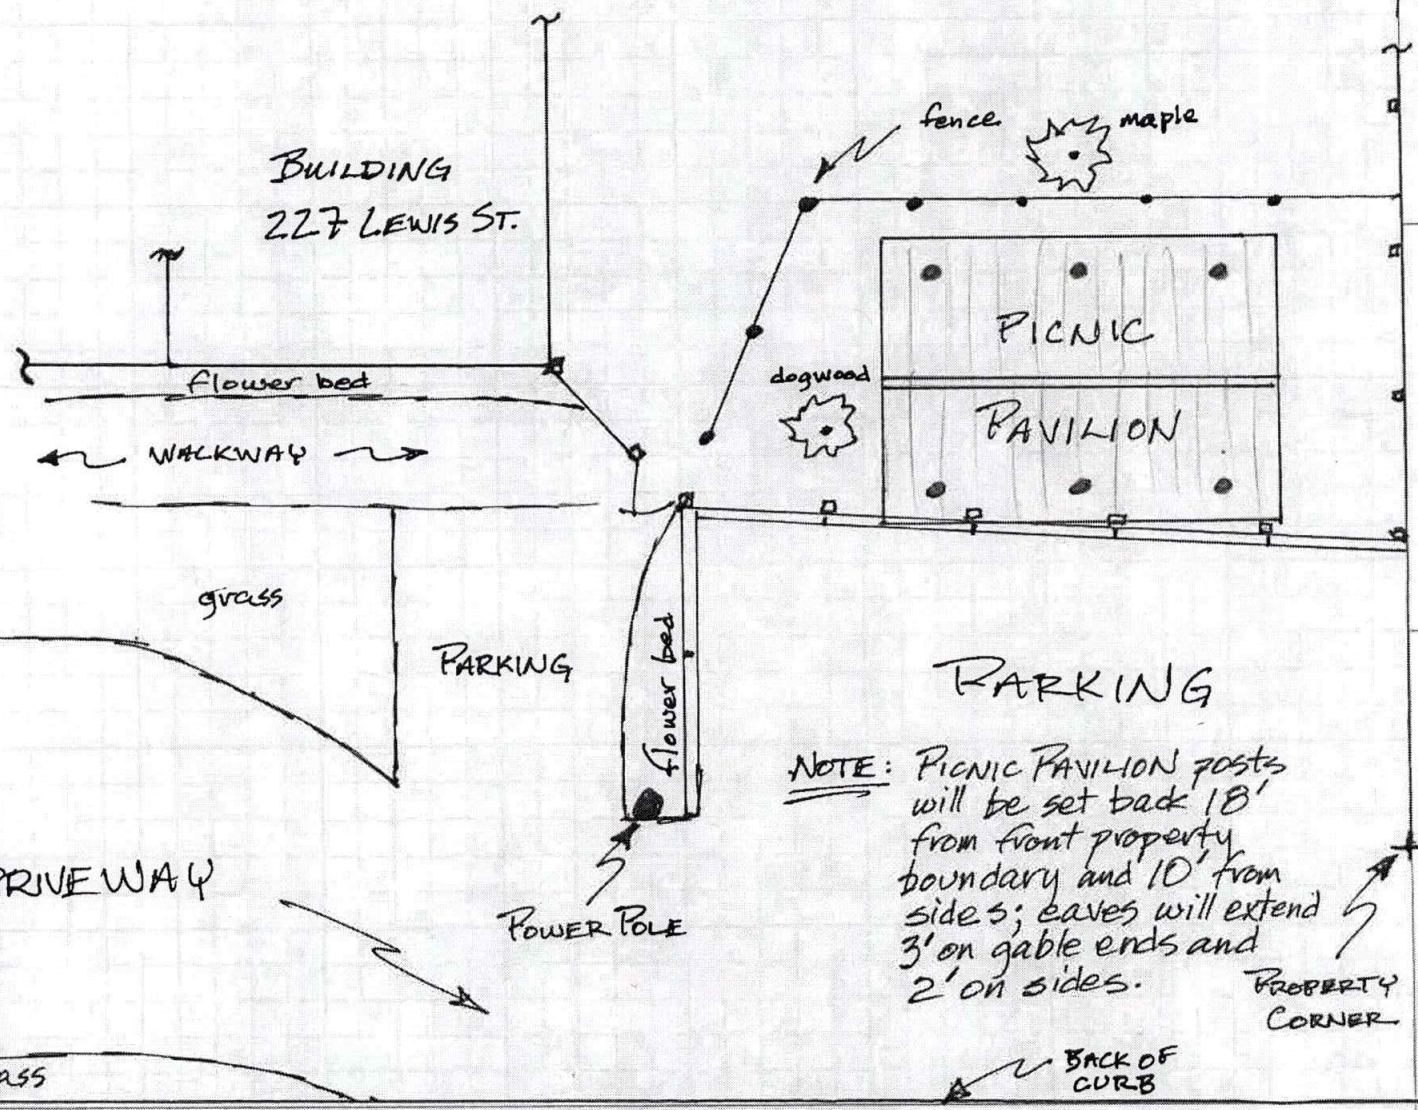 fence
maple
BUILDING
227 LEWIS ST.
PICNIC
dogwood
flower bed
PAVILION
WALKWAY
grass
PARKING
flower bed
PARKING
NOTE: PICNIC PAVILION posts
will be set back 18'
from front property
boundary and 10' from
sides; eaves will extend
3' on gable ends and
2' on sides.
RIVEWAY
POWER POLE
PROPERTY
CORNER
BACK OF
CURB
ass